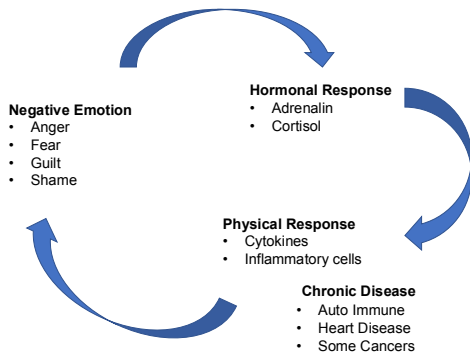 Hormonal Response
• Adrenalin
• Cortisol
Negative Emotion
• Anger
• Fear
• Guilt
• Shame
Physical Response
• Cytokines
• Inflammatory cells
Chronic Disease
• Auto Immune
• Heart Disease
• Some Cancers